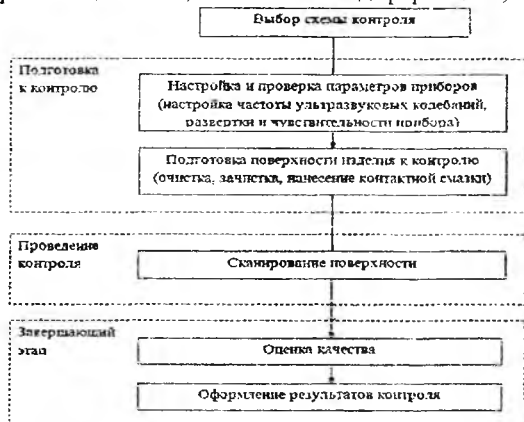 Выбор схемы контроля
Подготовка
к контролю
Настройка и проверка параметров приборов
(настройка частоты ультразвуковых колебаний,
развертки и чувствительности прибора)
Подготовка поверхности изделия к контролю
(очистка, зачистка, нанесение контактной смазки)
Проведение
контроля
Сканирование поверхности
Завершающий
этап
Оценка качества
Оформление результатов контроля